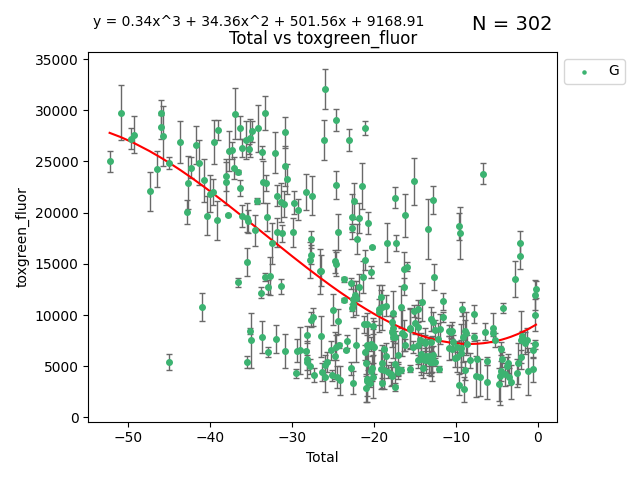 y = 0.34x^3 + 34.36x^2 + 501.56x + 9168.91
N = 302
Total vs toxgreen_fluor
G
toxgreen_fluor
35000
30000
25000
20000
15000
10000
5000
0
−50 −40 −30 −20 −10 0
Total